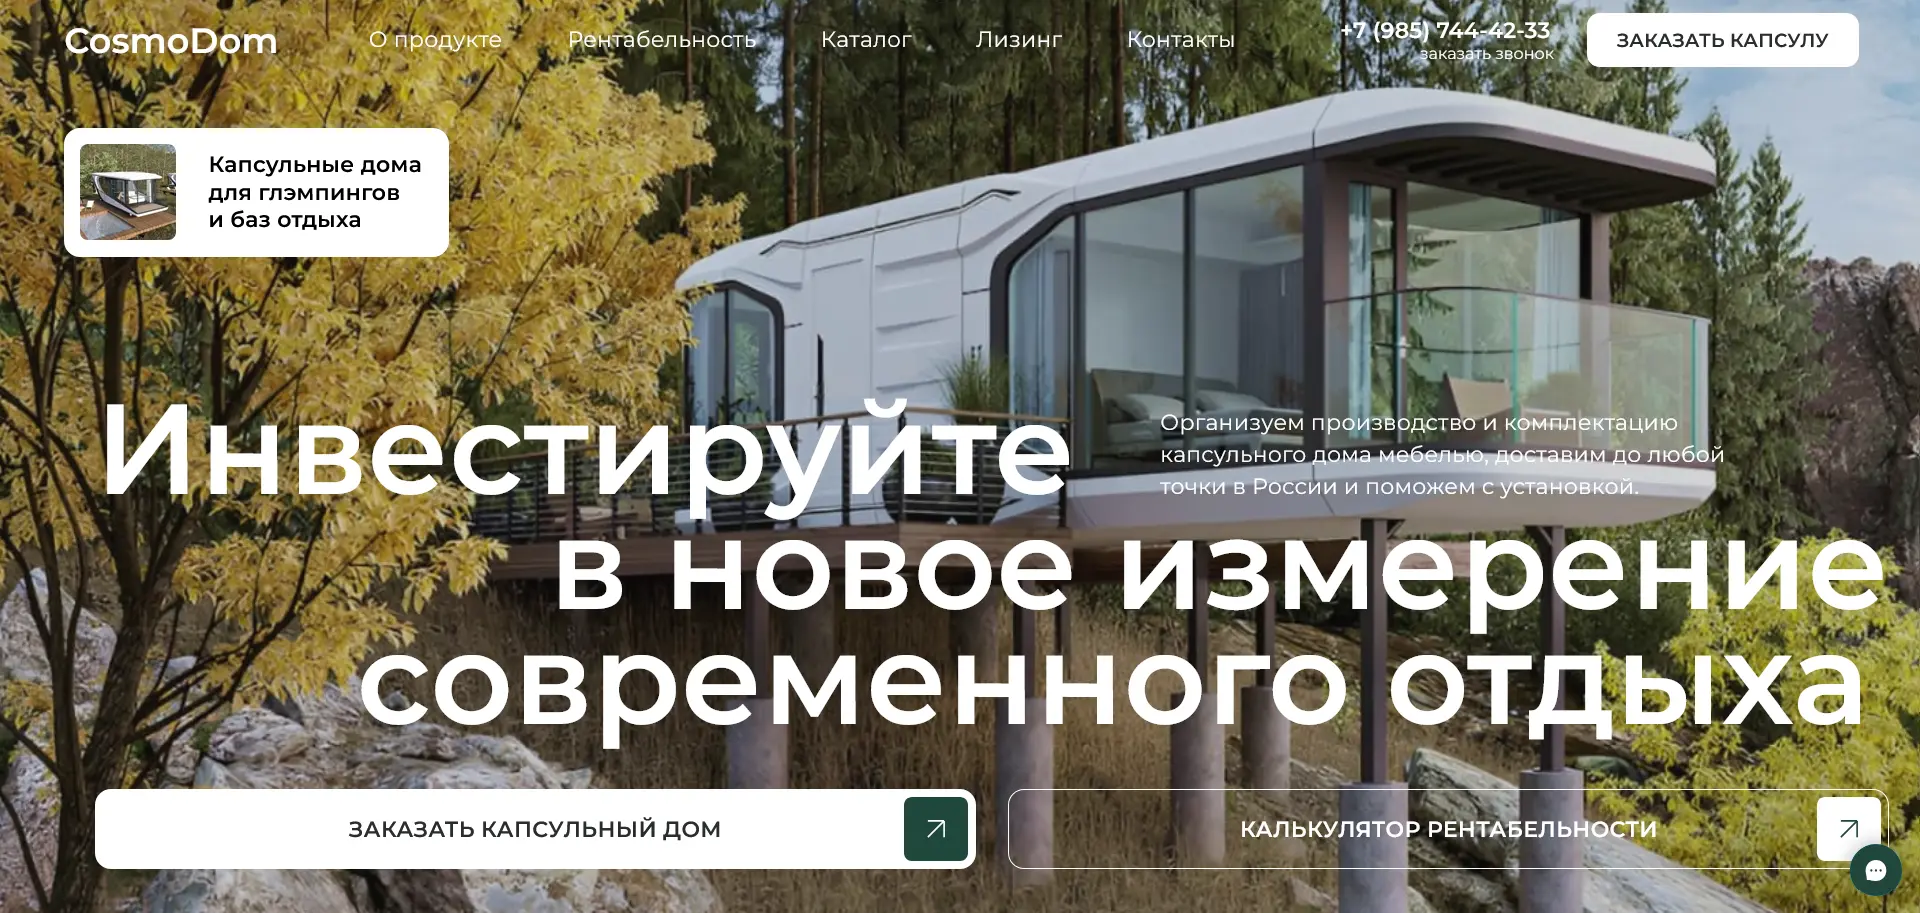 CosmoDom
О продукте
Рентабельность
Каталог
Лизинг
Контакты
+7 (985) 744-42-33
заказать звонок
ЗАКАЗАТЬ КАПСУЛУ
Капсульные дома
для глэмпингов
и баз отдыха
Инвестируйте
в новое измерение
современного отдыха
Организуем производство и комплектацию
капсульного дома мебелью, доставим до любой
точки в России и поможем с установкой.
ЗАКАЗАТЬ КАПСУЛЬНЫЙ ДОМ
КАЛЬКУЛЯТОР РЕНТАБЕЛЬНОСТИ